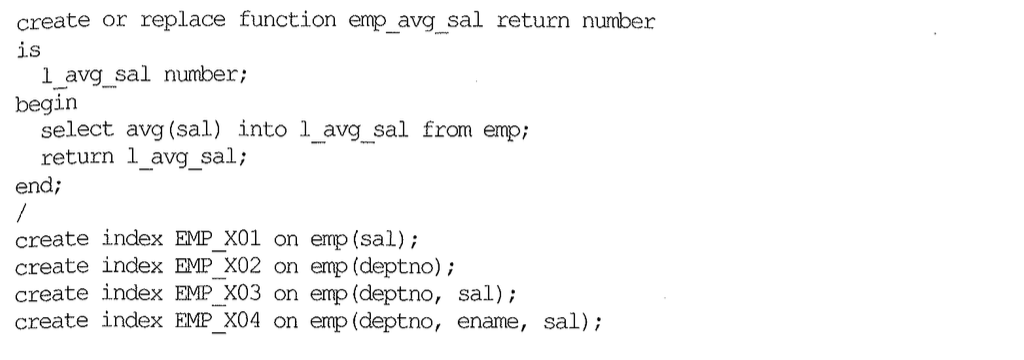 create or replace function emp_avg_sal return number
is
l_avg_sal number;
begin
select avg(sal) into l_avg_sal from emp;
return l_avg_sal;
end;
/
create index EMP_X01 on emp(sal);
create index EMP_X02 on emp(deptno);
create index EMP_X03 on emp(deptno, sal);
create index EMP_X04 on emp(deptno, ename, sal);